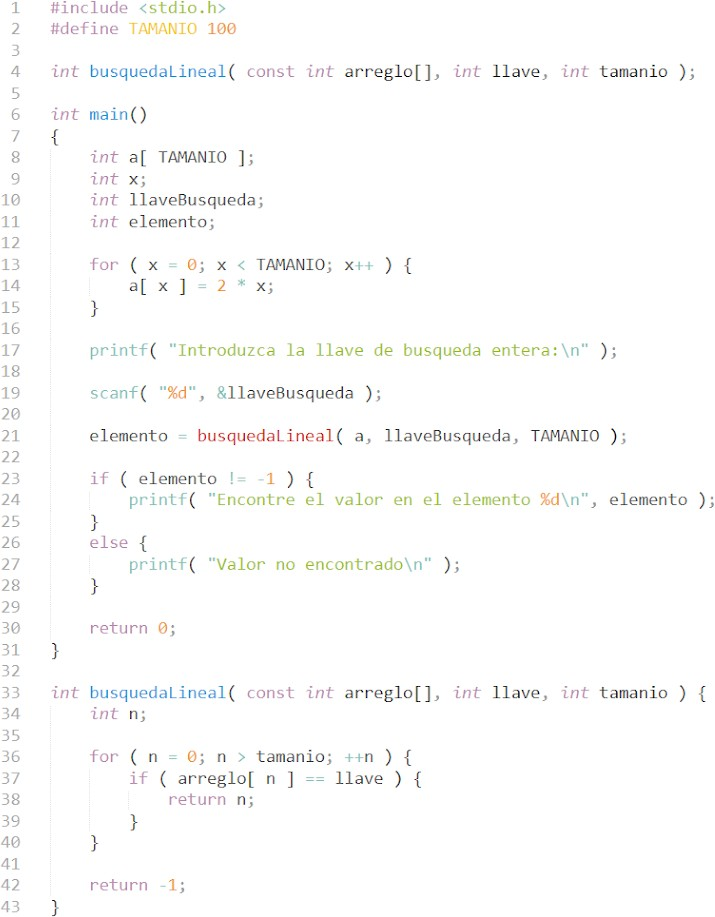 1 #include <stdio.h>
2 #define TAMANIO 100
3
4 int busquedaLineal( const int arreglo[], int llave, int tamanio );
5
6 int main()
7 {
8     int a[ TAMANIO ];
9     int x;
10     int llaveBusqueda;
11     int elemento;
12
13     for ( x = 0; x < TAMANIO; x++ ) {
14         a[ x ] = 2 * x;
15     }
16
17     printf( "Introduzca la llave de busqueda entera:\n" );
18
19     scanf( "%d", &llaveBusqueda );
20
21     elemento = busquedaLineal( a, llaveBusqueda, TAMANIO );
22
23     if ( elemento != -1 ) {
24         printf( "Encontre el valor en el elemento %d\n", elemento );
25     }
26     else {
27         printf( "Valor no encontrado\n" );
28     }
29
30     return 0;
31 }
32
33 int busquedaLineal( const int arreglo[], int llave, int tamanio ) {
34     int n;
35
36     for ( n = 0; n > tamanio; ++n ) {
37         if ( arreglo[ n ] == llave ) {
38             return n;
39         }
40     }
41
42     return -1;
43 }